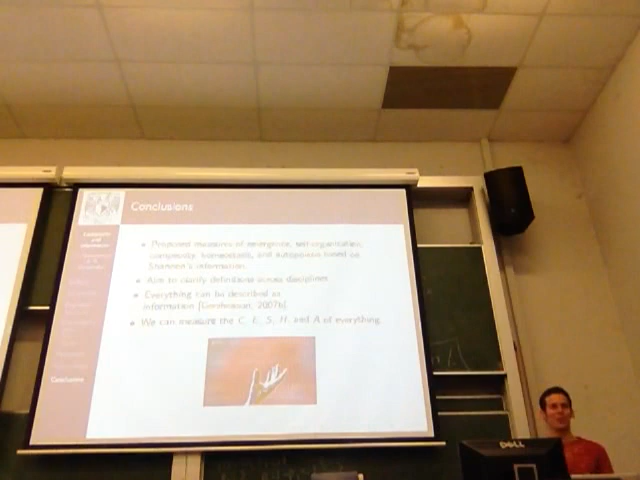 Conclusions
Proposed measures of emergence, self-organization,
complexity, homeostasis, and autopoiesis based on
Shannon's information.
Aim to clarify definitions across disciplines
Everything can be described as
information [Gershenson, 2007b].
We can measure the C, E, S, H, and A of everything.
Conclusions
DELL